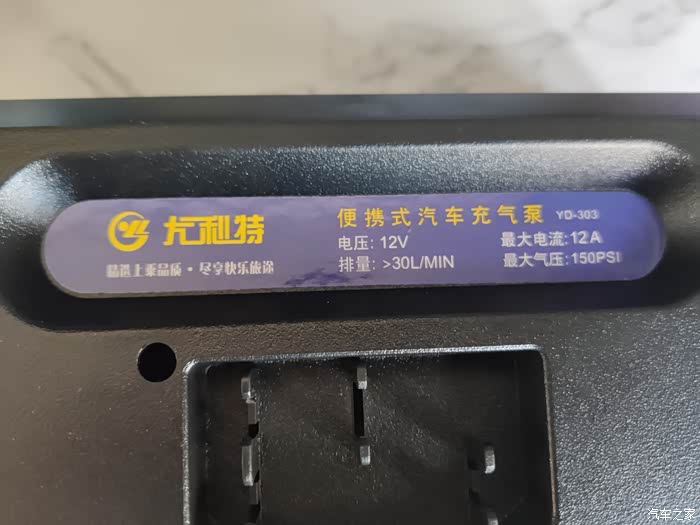 尤利特
精选上乘品质·尽享快乐旅途
便携式汽车充气泵 YD-303
电压: 12V 最大电流: 12A
排量: >30L/MIN 最大气压: 150PSI
汽车之家